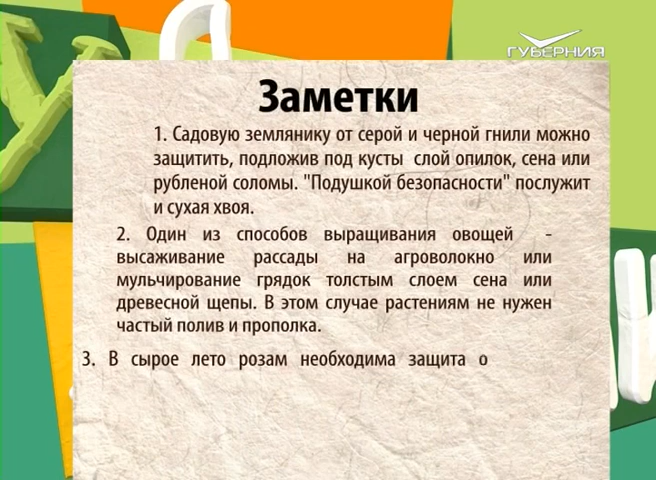 ГУБЕРНИЯ
Заметки
1. Садовую землянику от серой и черной гнили можно
защитить, подложив под кусты слой опилок, сена или
рубленой соломы. "Подушкой безопасности" послужит
и сухая хвоя.
2. Один из способов выращивания овощей -
высаживание рассады на агроволокно или
мульчирование грядок толстым слоем сена или
древесной щепы. В этом случае растениям не нужен
частый полив и прополка.
3. В сырое лето розам необходима защита о